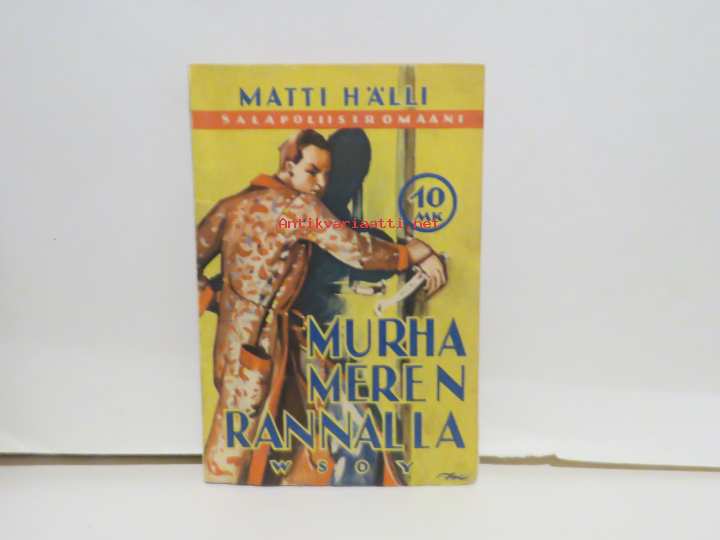 MATTI HÄLLI
SALAPOLIISIROMAANI
10
MK
Antikvariaatti.net
MURHA
MEREN
RANNALLA
WSOY